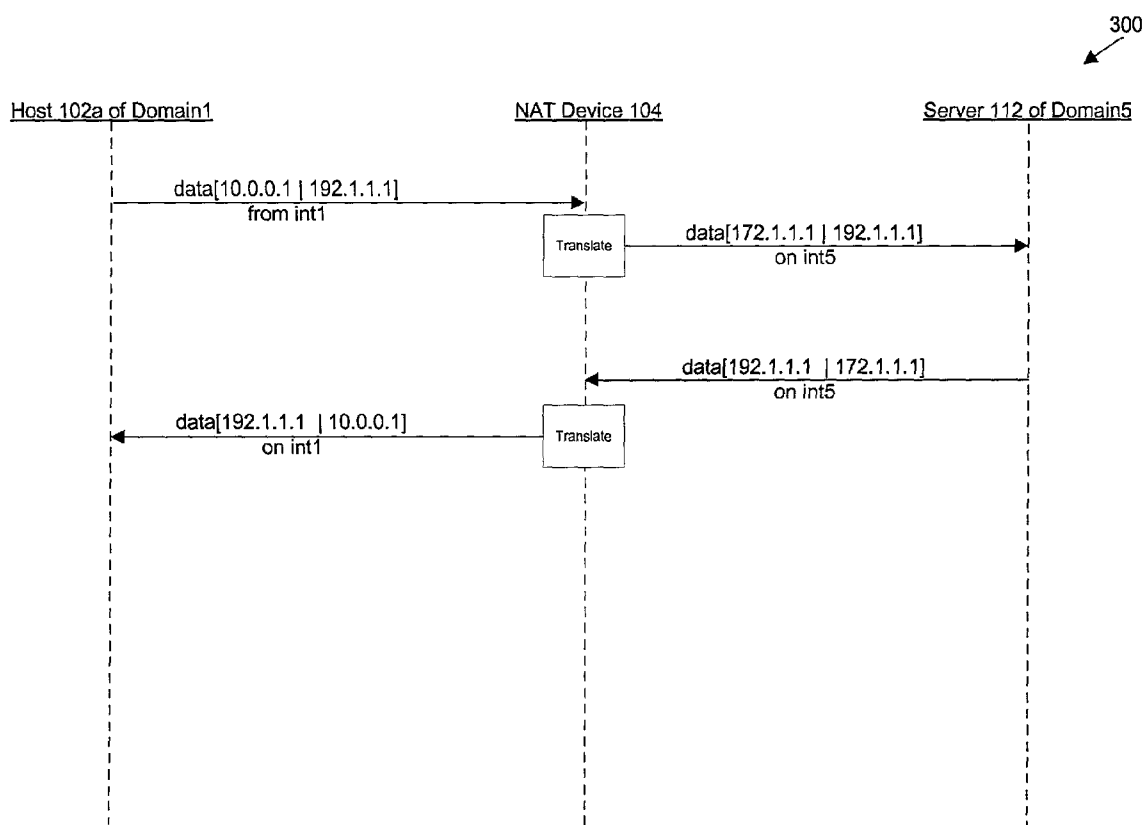 300
Host 102a of Domain1
NAT Device 104
Server 112 of Domain5
data[10.0.0.1 | 192.1.1.1]
from int1
Translate
data[172.1.1.1 | 192.1.1.1]
on int5
data[192.1.1.1 | 172.1.1.1]
on int5
Translate
data[192.1.1.1 | 10.0.0.1]
on int1